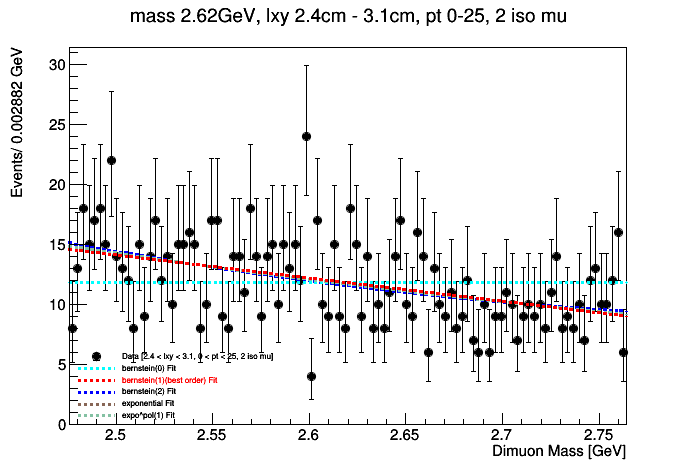 mass 2.62GeV, lxy 2.4cm - 3.1cm, pt 0-25, 2 iso mu
Events/ 0.002882 GeV
30
25
20
15
10
5
0
Data [2.4 < lxy < 3.1, 0 < pt < 25, 2 iso mu]
bernstein(0) Fit
bernstein(1)(best order) Fit
bernstein(2) Fit
exponential Fit
expo*pol(1) Fit
2.5 2.55 2.6 2.65 2.7 2.75
Dimuon Mass [GeV]